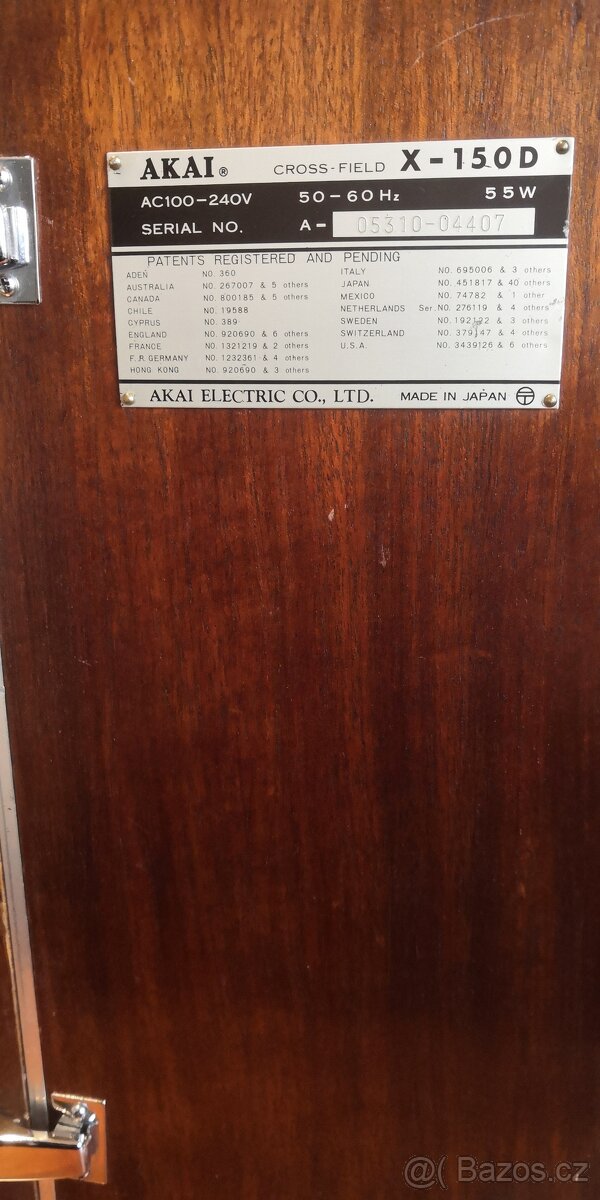 AKAI® CROSS-FIELD X-150D
AC100-240V 50-60Hz 55W
SERIAL NO. A- 05310-04407
PATENTS REGISTERED AND PENDING
ADEN NO. 360
AUSTRALIA NO. 267007 & 5 others
CANADA NO. 800185 & 5 others
CHILE NO. 19588
CYPRUS NO. 389
ENGLAND NO. 920690 & 6 others
FRANCE NO. 1321219 & 2 others
F.R. GERMANY NO. 1232361 & 4 others
HONG KONG NO. 920690 & 3 others
ITALY NO. 695006 & 3 others
JAPAN NO. 451817 & 40 others
MEXICO NO. 74782 & 1 other
NETHERLANDS Ser. NO. 276119 & 4 others
SWEDEN NO. & 3 others
SWITZERLAND NO. 379147 & 4 others
U.S.A. NO. 3439126 & 6 others
AKAI ELECTRIC CO., LTD. MADE IN JAPAN
Bazos.cz